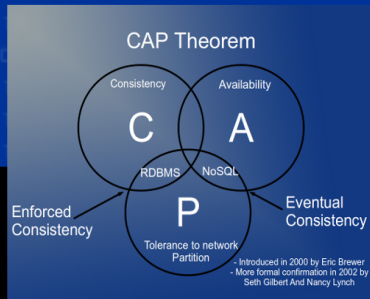 CAP Theorem
Consistency
Availability
C
A
RDBMS
NoSQL
P
Enforced
Consistency
Eventual
Consistency
Tolerance to network
Partition
- Introduced in 2000 by Eric Brewer
- More formal confirmation in 2002 by
Seth Gilbert And Nancy Lynch